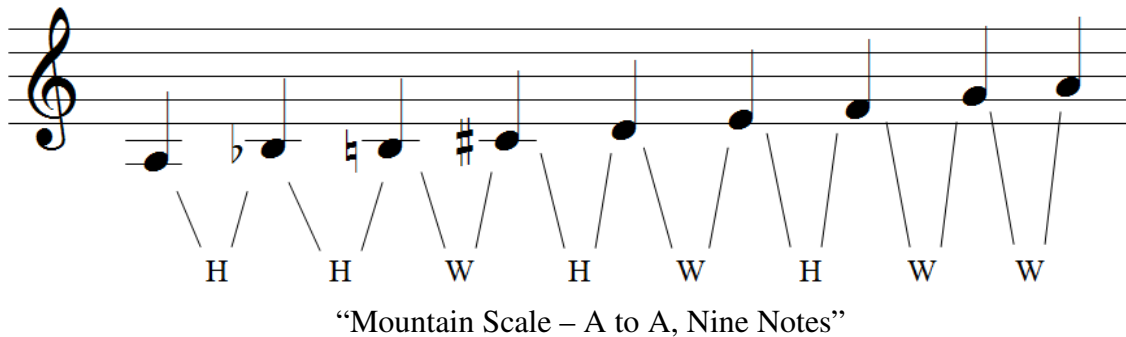 H H W H W H W W
“Mountain Scale – A to A, Nine Notes”